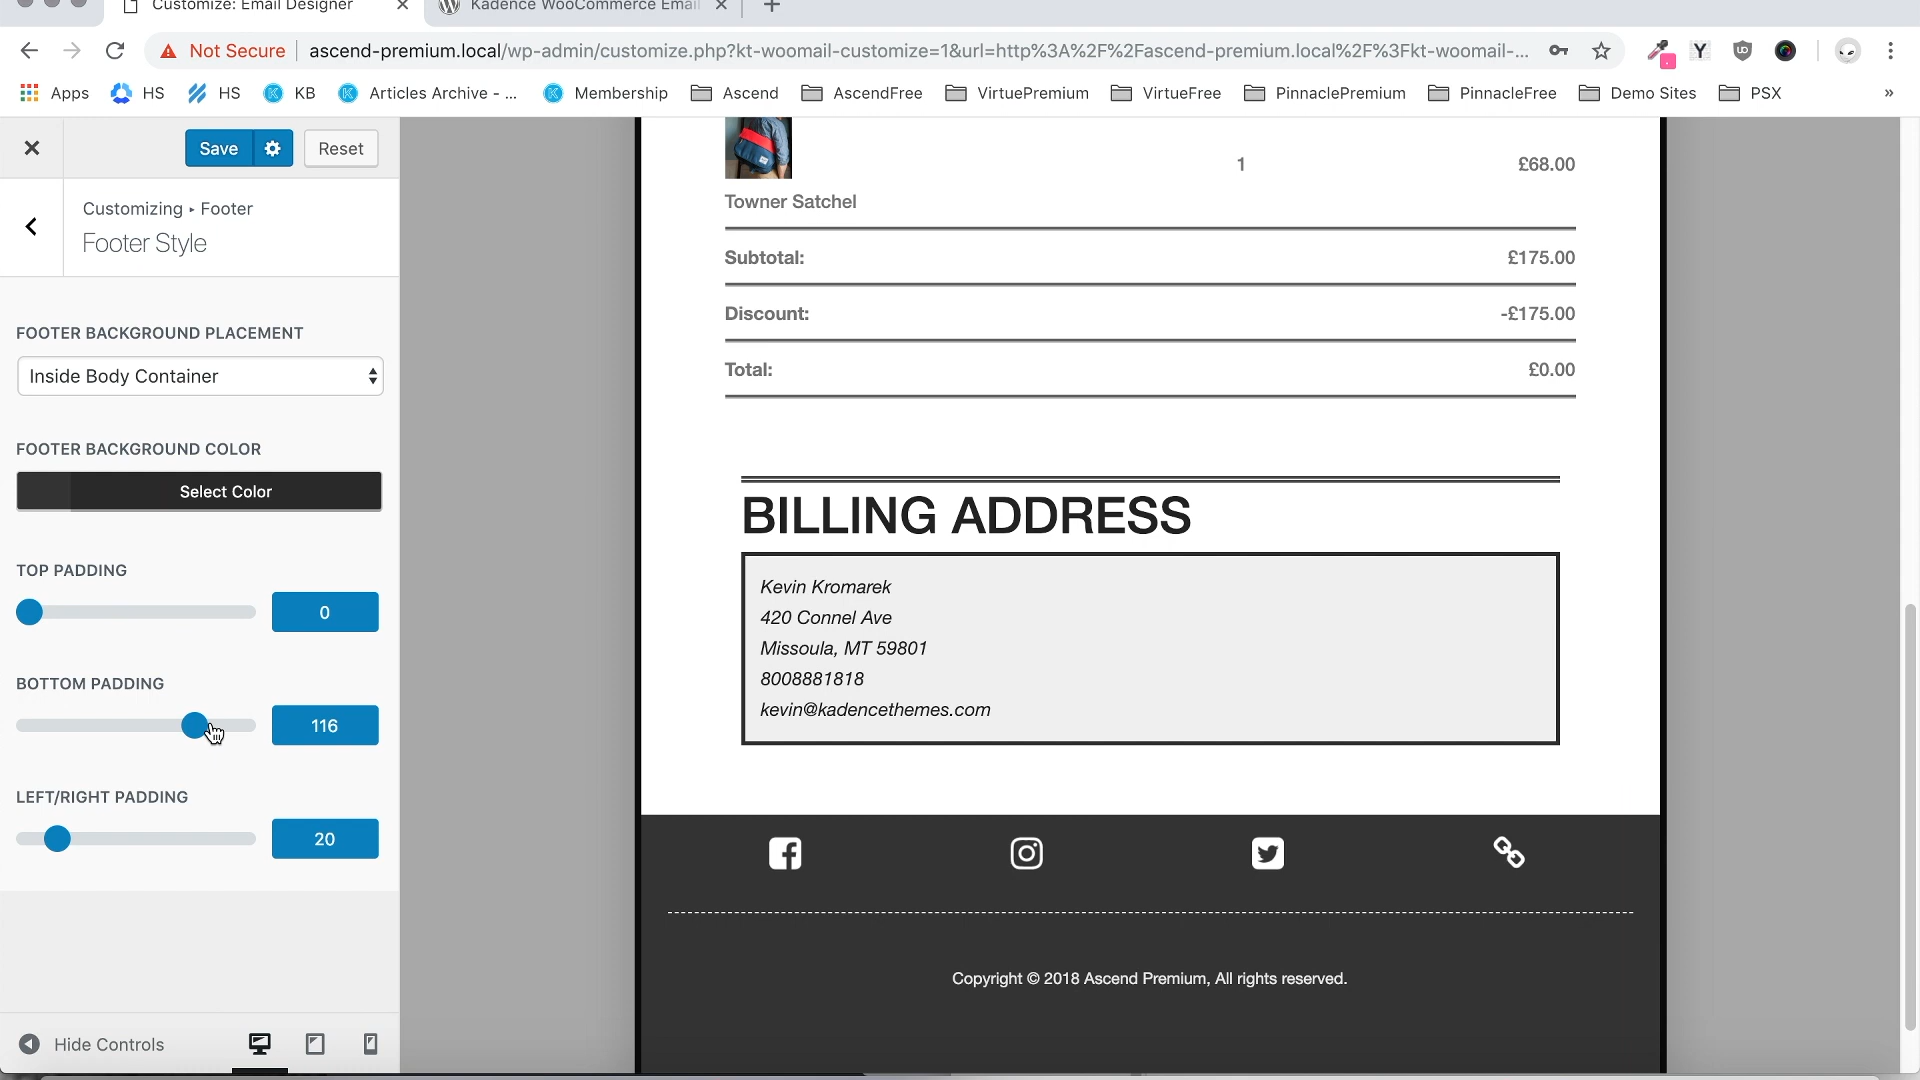 Customize: Email Designer
Kadence WooCommerce Email
Not Secure
ascend-premium.local/wp-admin/customize.php?kt-woomail-customize=1&url=http%3A%2F%2Fascend-premium.local%2F%3Fkt-woomail-...
Apps HS HS KB Articles Archive - ... Membership Ascend AscendFree VirtuePremium VirtueFree PinnaclePremium PinnacleFree Demo Sites PSX »
Save Reset
Customizing ▸ Footer
Footer Style
FOOTER BACKGROUND PLACEMENT
Inside Body Container
FOOTER BACKGROUND COLOR
Select Color
TOP PADDING
0
BOTTOM PADDING
116
LEFT/RIGHT PADDING
20
Hide Controls
1 £68.00
Towner Satchel
Subtotal: £175.00
Discount: -£175.00
Total: £0.00
BILLING ADDRESS
Kevin Kromarek
420 Connel Ave
Missoula, MT 59801
8008881818
kevin@kadencethemes.com
Copyright © 2018 Ascend Premium, All rights reserved.